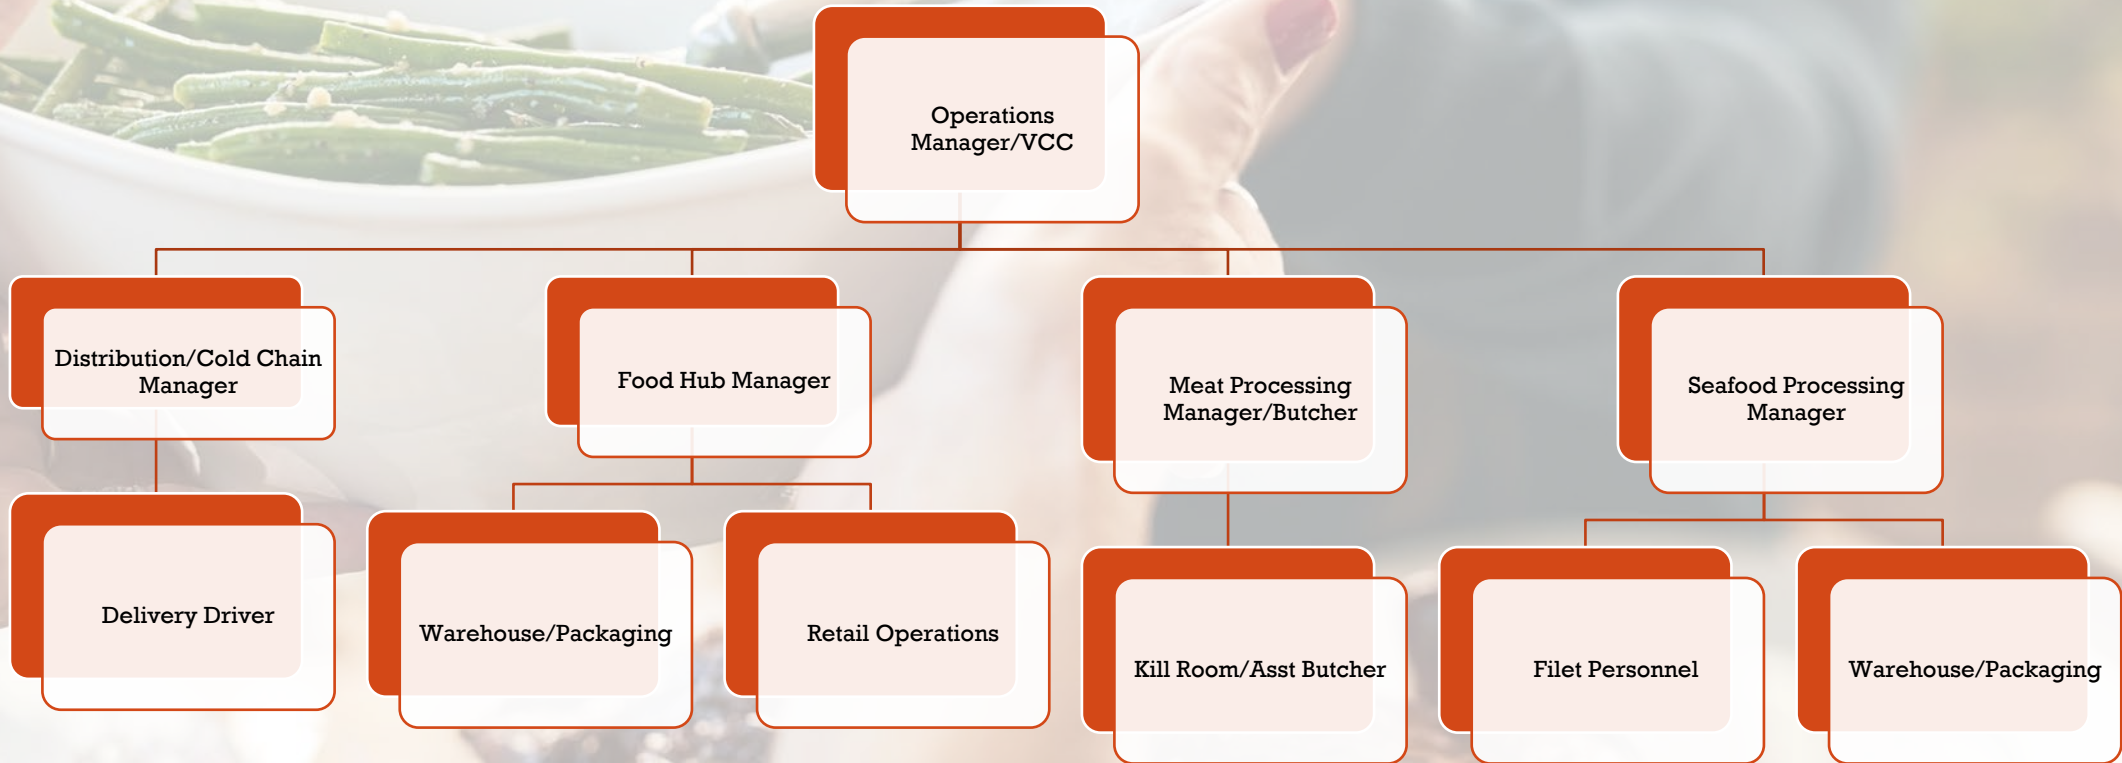 Operations
Manager/VCC
Distribution/Cold Chain
Manager
Food Hub Manager
Meat Processing
Manager/Butcher
Seafood Processing
Manager
Delivery Driver
Warehouse/Packaging
Retail Operations
Kill Room/Asst Butcher
Filet Personnel
Warehouse/Packaging